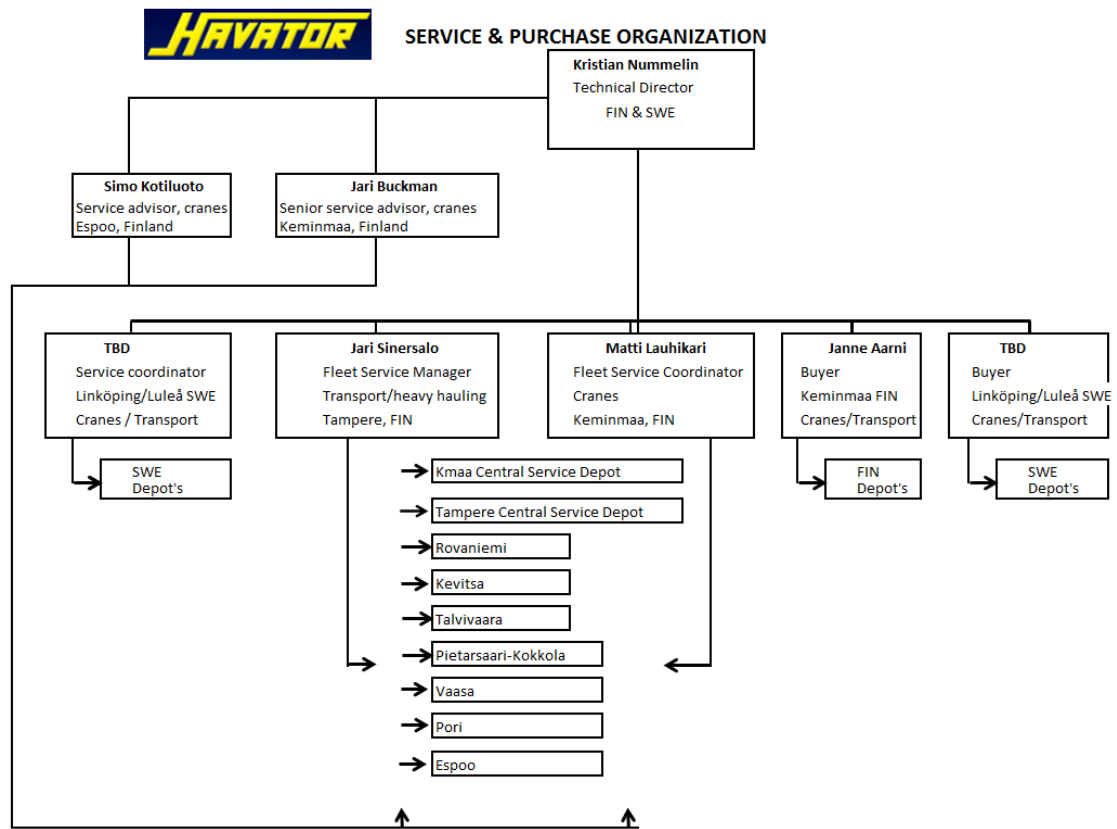 HAVATOR
SERVICE & PURCHASE ORGANIZATION
Kristian Nummelin
Technical Director
FIN & SWE
Simo Kotiluoto
Service advisor, cranes
Espoo, Finland
Jari Buckman
Senior service advisor, cranes
Keminmaa, Finland
TBD
Service coordinator
Linköping/Luleå SWE
Cranes / Transport
Jari Sinersalo
Fleet Service Manager
Transport/heavy hauling
Tampere, FIN
Matti Lauhikari
Fleet Service Coordinator
Cranes
Keminmaa, FIN
Janne Aarni
Buyer
Keminmaa FIN
Cranes/Transport
TBD
Buyer
Linköping/Luleå SWE
Cranes/Transport
SWE
Depot's
Kmaa Central Service Depot
Tampere Central Service Depot
Rovaniemi
Kevitsa
Talvivaara
Pietarsaari-Kokkola
Vaasa
Pori
Espoo
FIN
Depot's
SWE
Depot's